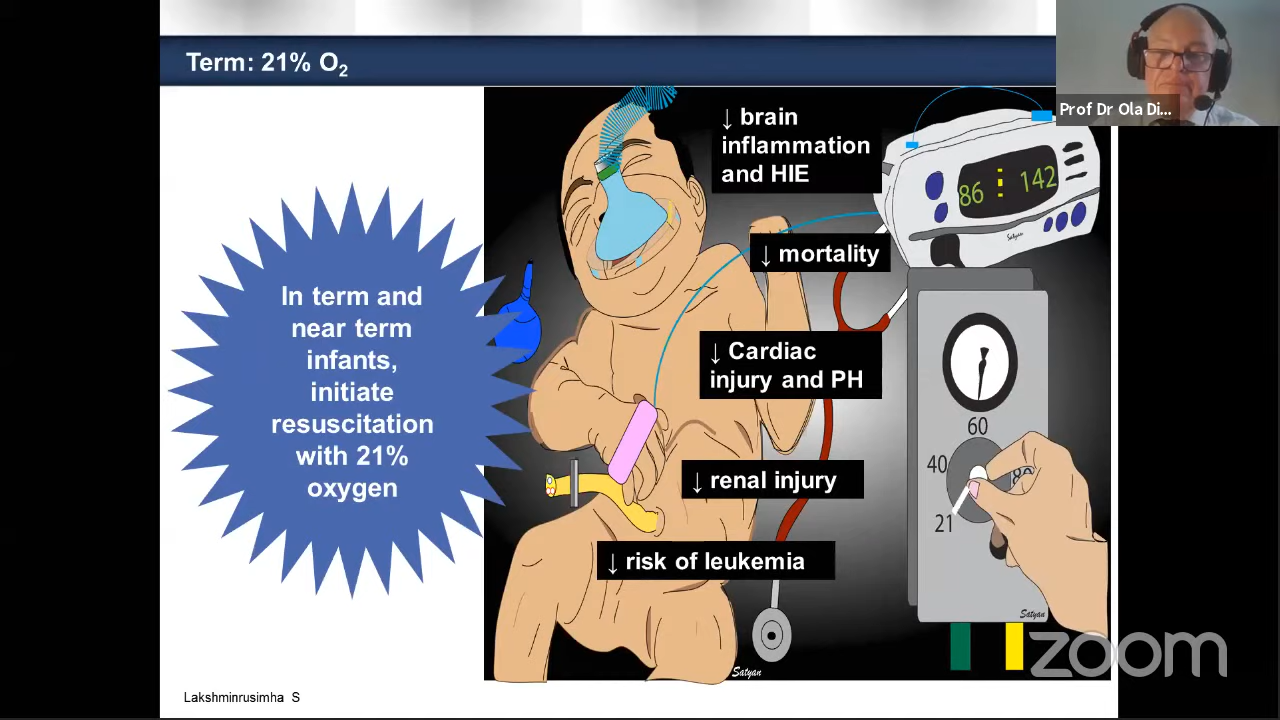 Term: 21% O₂
Prof Dr Ola Di...
In term and
near term
infants,
initiate
resuscitation
with 21%
oxygen
↓ brain
inflammation
and HIE
86 142
Satyan
↓ mortality
↓ Cardiac
injury and PH
60
40
80
21
↓ renal injury
↓ risk of leukemia
Satyan
Satyan
zoom
Lakshminrusimha S